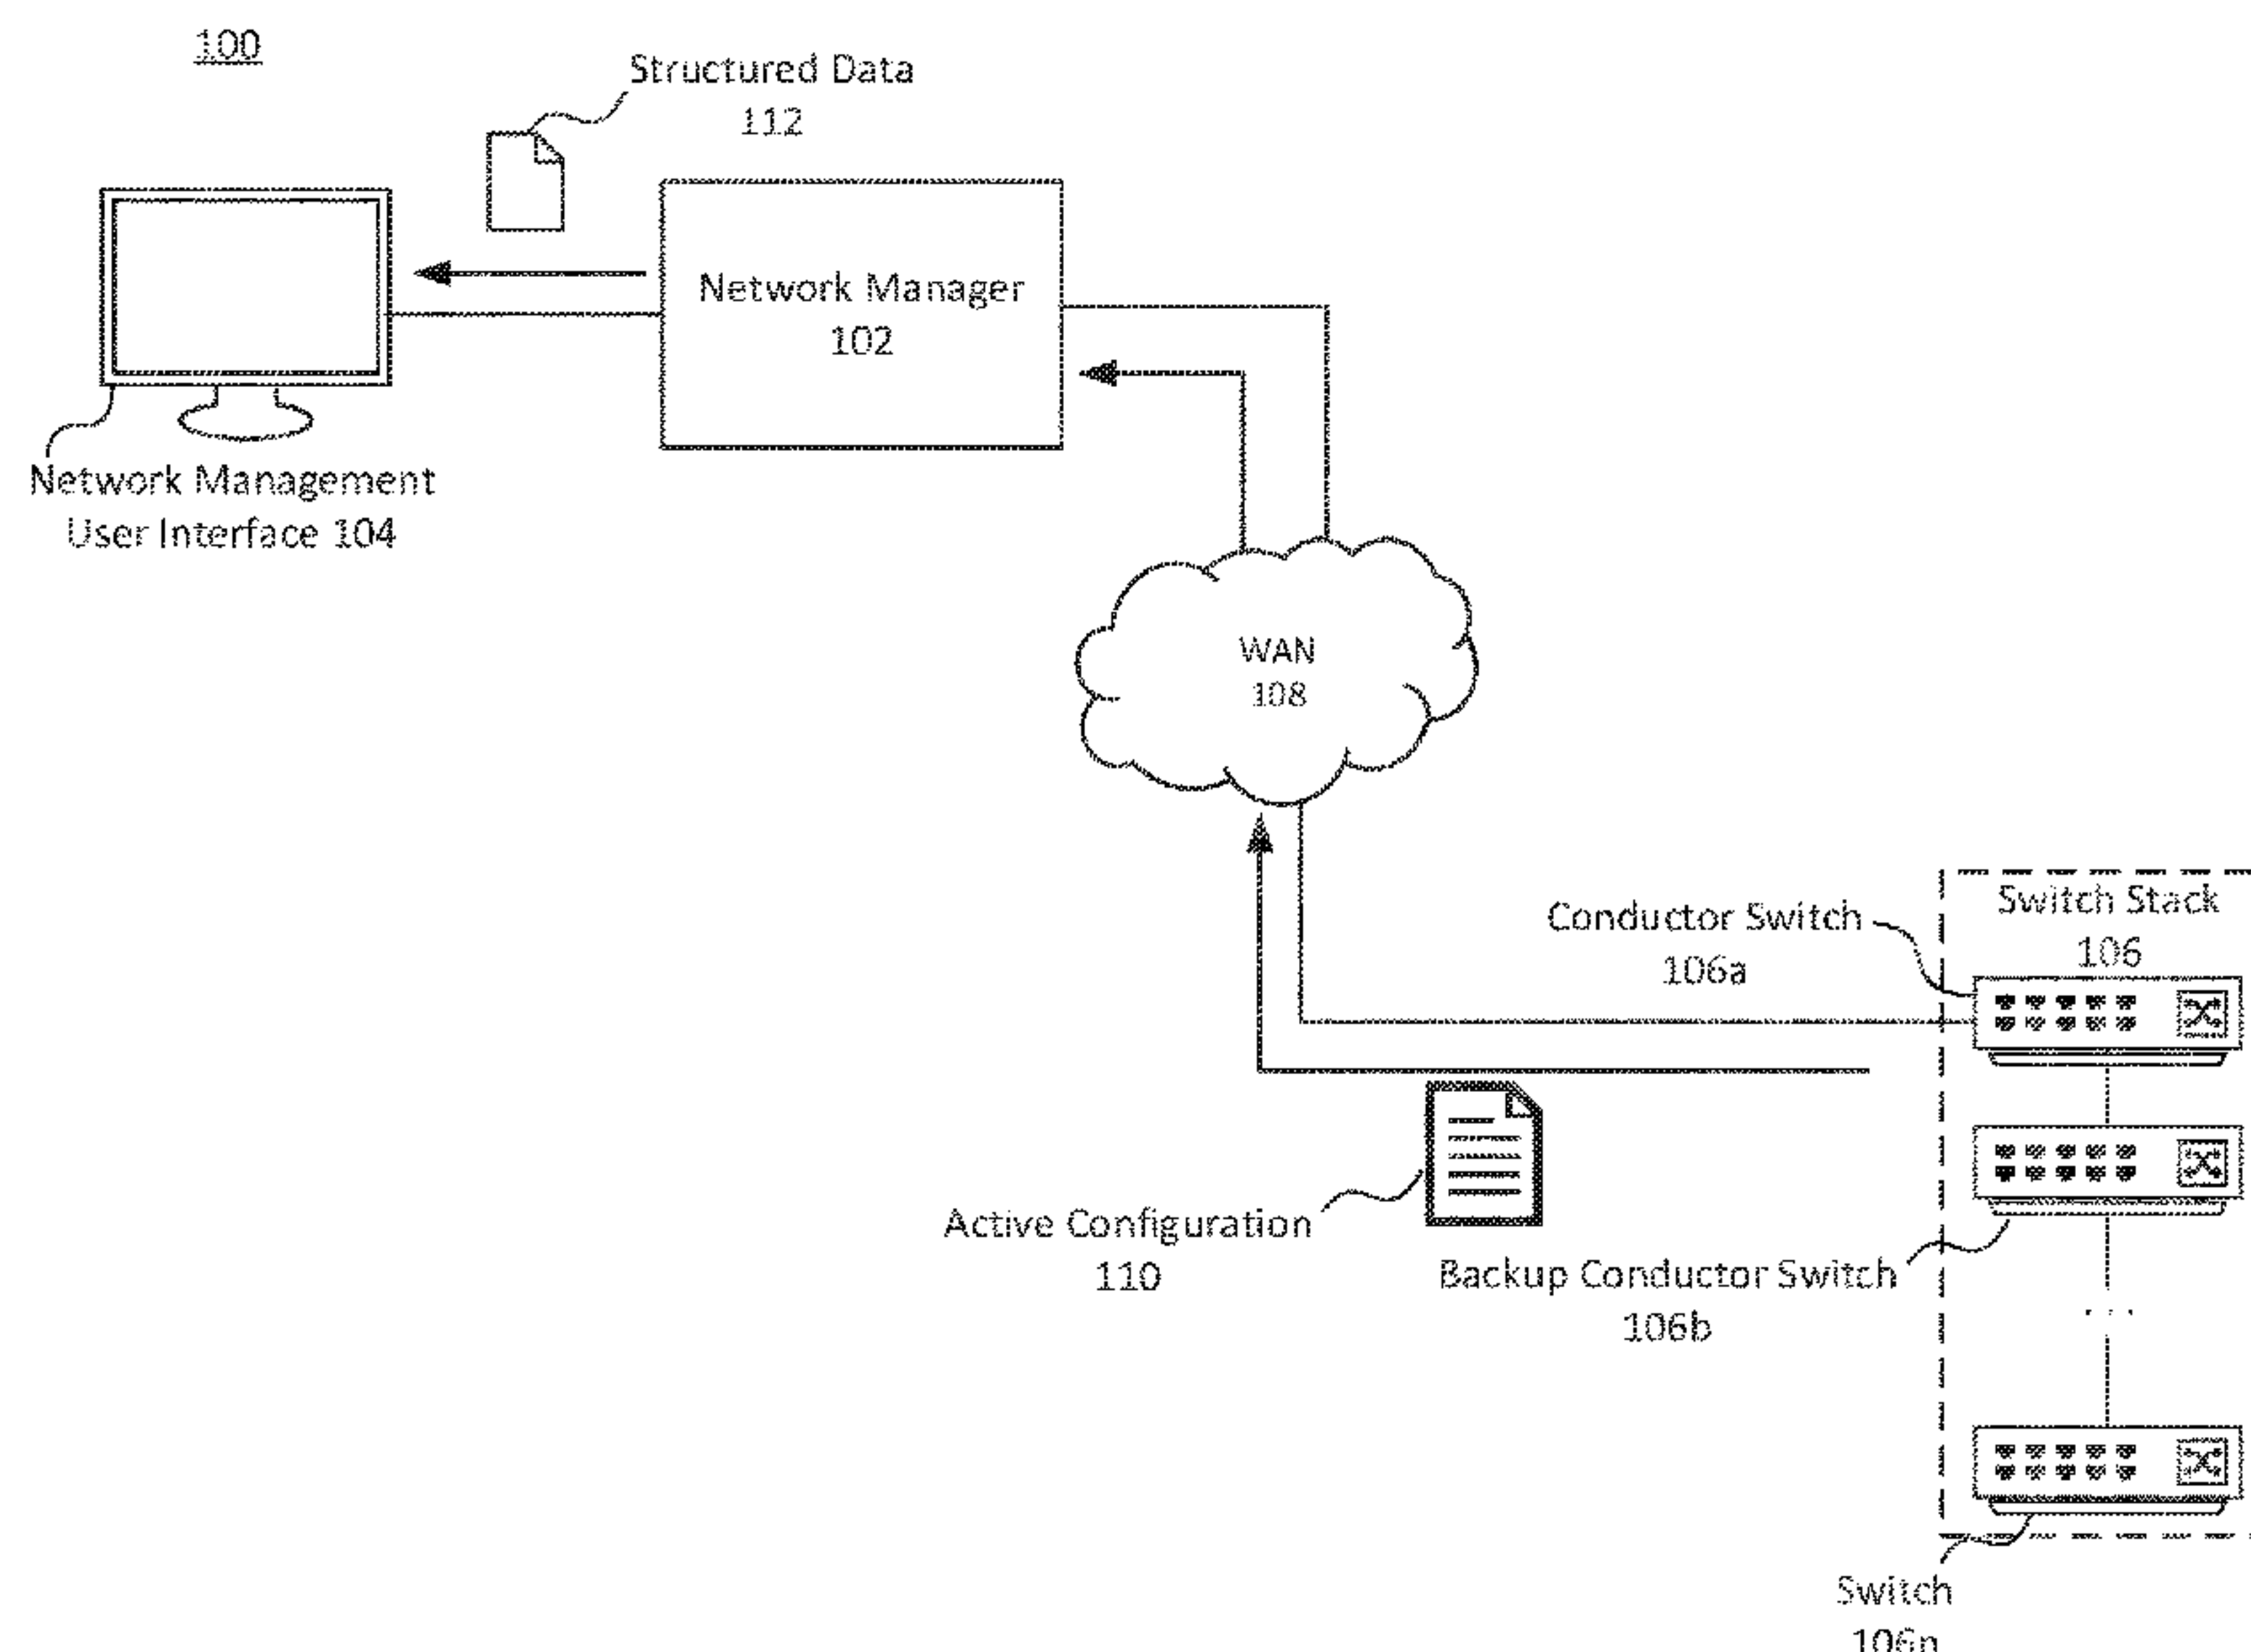 100
Structured Data
112
Network Manager
102
Network Management
User Interface 104
WAN
108
Switch Stack
106
Conductor Switch
106a
Active Configuration
110
Backup Conductor Switch
106b
Switch
106n